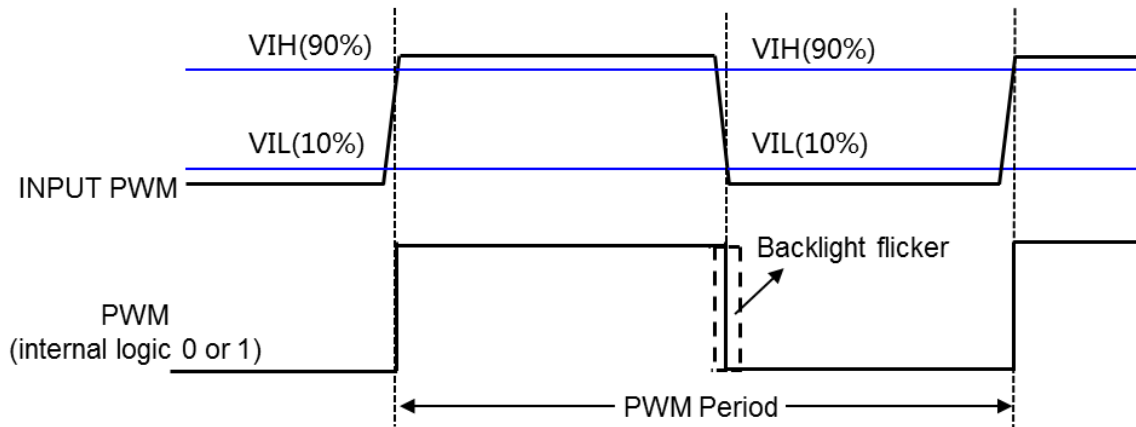 VIH(90%)
VIH(90%)
VIL(10%)
VIL(10%)
INPUT PWM
Backlight flicker
PWM
(internal logic 0 or 1)
PWM Period